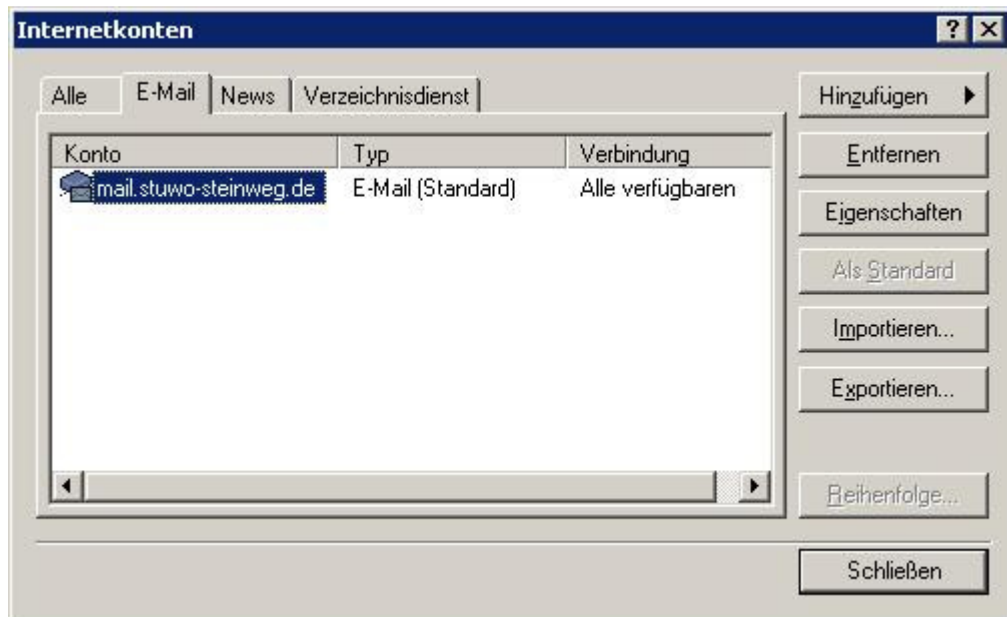 Internetkonten
Alle E-Mail News Verzeichnisdienst
Konto Typ Verbindung
mail.stuwo-steinweg.de E-Mail (Standard) Alle verfügbaren
Hinzufügen
Entfernen
Eigenschaften
Als Standard
Importieren...
Exportieren...
Reihenfolge...
Schließen